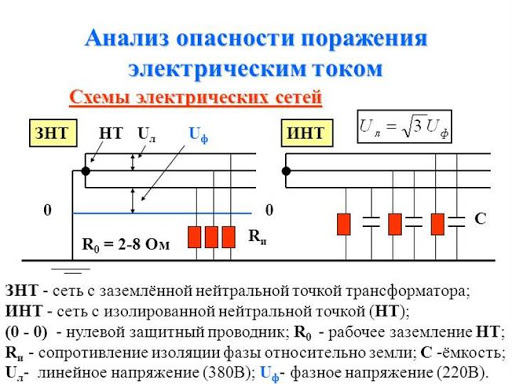 Анализ опасности поражения
электрическим током
Схемы электрических сетей
ЗНТ НТ Uл Uф ИНТ U л = √3 U ф
0 0 C
R0 = 2-8 Ом Rи
ЗНТ - сеть с заземлённой нейтральной точкой трансформатора;
ИНТ - сеть с изолированной нейтральной точкой (НТ);
(0 - 0) - нулевой защитный проводник; R0 - рабочее заземление НТ;
Rи - сопротивление изоляции фазы относительно земли; С -ёмкость;
Uл- линейное напряжение (380В); Uф- фазное напряжение (220В).